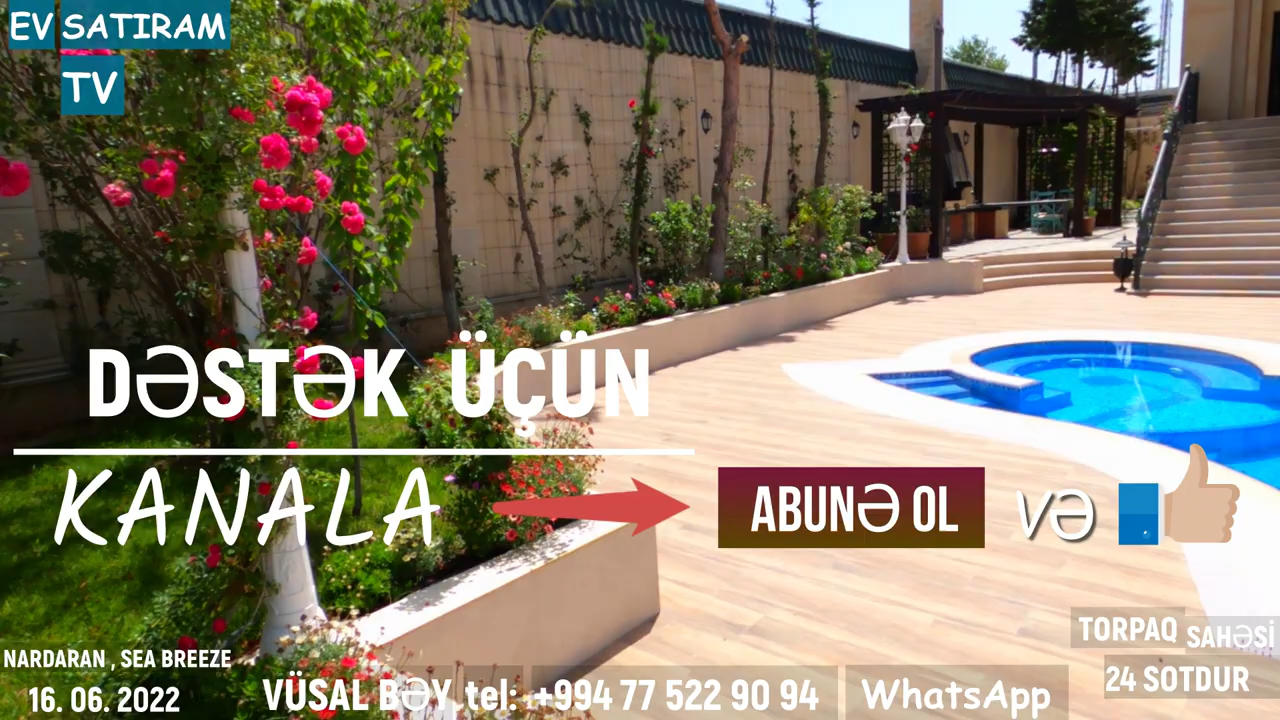 EV SATIRAM
TV
DƏSTƏK ÜÇÜN
KANALA
ABUNƏ OL
VƏ
TORPAQ SAHƏSİ
24 SOTDUR
NARDARAN , SEA BREEZE
16. 06. 2022
VÜSAL BƏY tel: +994 77 522 90 94
WhatsApp